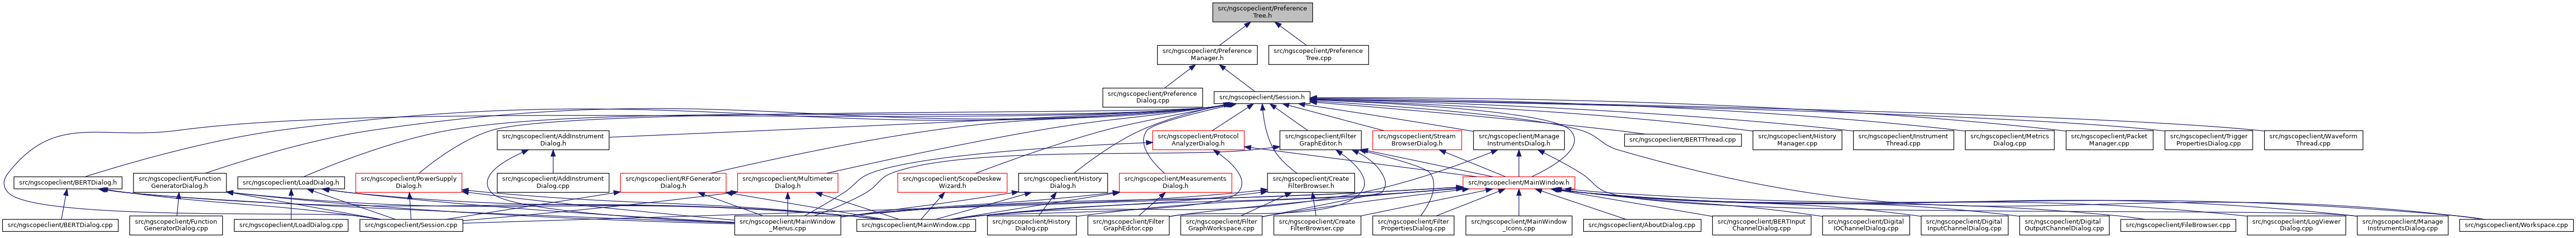 src/ngscopeclient/Preference
Tree.h
src/ngscopeclient/Preference
Manager.h
src/ngscopeclient/Preference
Tree.cpp
src/ngscopeclient/Preference
Dialog.cpp
src/ngscopeclient/Session.h
src/ngscopeclient/AddInstrument
Dialog.h
src/ngscopeclient/Protocol
AnalyzerDialog.h
src/ngscopeclient/Filter
GraphEditor.h
src/ngscopeclient/Stream
BrowserDialog.h
src/ngscopeclient/Manage
InstrumentsDialog.h
src/ngscopeclient/BERTThread.cpp
src/ngscopeclient/History
Manager.cpp
src/ngscopeclient/Instrument
Thread.cpp
src/ngscopeclient/Metrics
Dialog.cpp
src/ngscopeclient/Packet
Manager.cpp
src/ngscopeclient/Trigger
PropertiesDialog.cpp
src/ngscopeclient/Waveform
Thread.cpp
src/ngscopeclient/BERTDialog.h
src/ngscopeclient/Function
GeneratorDialog.h
src/ngscopeclient/LoadDialog.h
src/ngscopeclient/PowerSupply
Dialog.h
src/ngscopeclient/AddInstrument
Dialog.cpp
src/ngscopeclient/RFGenerator
Dialog.h
src/ngscopeclient/Multimeter
Dialog.h
src/ngscopeclient/ScopeDeskew
Wizard.h
src/ngscopeclient/History
Dialog.h
src/ngscopeclient/Measurements
Dialog.h
src/ngscopeclient/Create
FilterBrowser.h
src/ngscopeclient/MainWindow.h
src/ngscopeclient/BERTDialog.cpp
src/ngscopeclient/Function
GeneratorDialog.cpp
src/ngscopeclient/LoadDialog.cpp
src/ngscopeclient/Session.cpp
src/ngscopeclient/MainWindow
_Menus.cpp
src/ngscopeclient/MainWindow.cpp
src/ngscopeclient/History
Dialog.cpp
src/ngscopeclient/Filter
GraphEditor.cpp
src/ngscopeclient/Filter
GraphWorkspace.cpp
src/ngscopeclient/Create
FilterBrowser.cpp
src/ngscopeclient/Filter
PropertiesDialog.cpp
src/ngscopeclient/MainWindow
_Icons.cpp
src/ngscopeclient/AboutDialog.cpp
src/ngscopeclient/BERTInput
ChannelDialog.cpp
src/ngscopeclient/Digital
IOChannelDialog.cpp
src/ngscopeclient/Digital
InputChannelDialog.cpp
src/ngscopeclient/Digital
OutputChannelDialog.cpp
src/ngscopeclient/FileBrowser.cpp
src/ngscopeclient/LogViewer
Dialog.cpp
src/ngscopeclient/Manage
InstrumentsDialog.cpp
src/ngscopeclient/Workspace.cpp